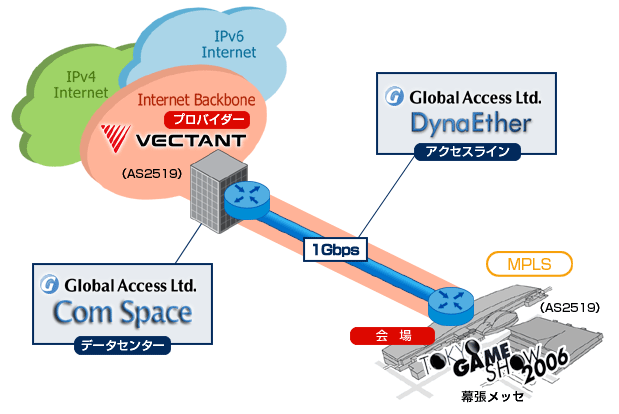 IPv6
Internet
IPv4
Internet
Internet Backbone
プロバイダー
VECTANT
(AS2519)
Global Access Ltd.
DynaEther
アクセスライン
1Gbps
Global Access Ltd.
Com Space
データセンター
MPLS
(AS2519)
会 場
TOKYO
GAME
SHOW
2006
幕張メッセ